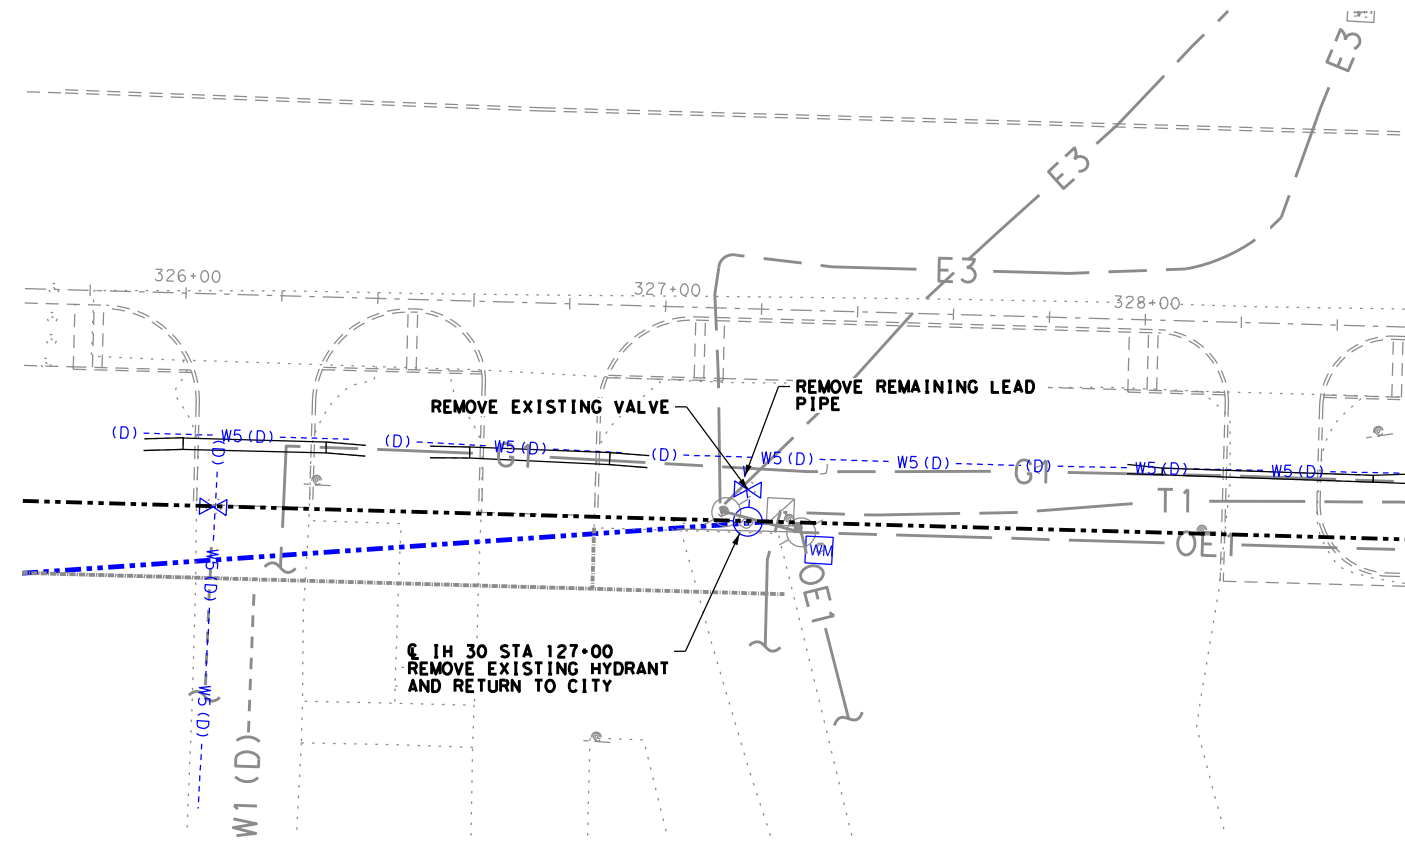 E3
E3
E3
326+00
327+00
328+00
REMOVE REMAINING LEAD
PIPE
REMOVE EXISTING VALVE
(D)
W5(D)
(D)
W5(D)
(D)
W5(D)
W5(D)
(D)
W5(D)
W5(D)
(D)
G1
G1
T1
OE1
WM
OE1
W5(D)
W5(D)
W1(D)
℄ IH 30 STA 127+00
REMOVE EXISTING HYDRANT
AND RETURN TO CITY